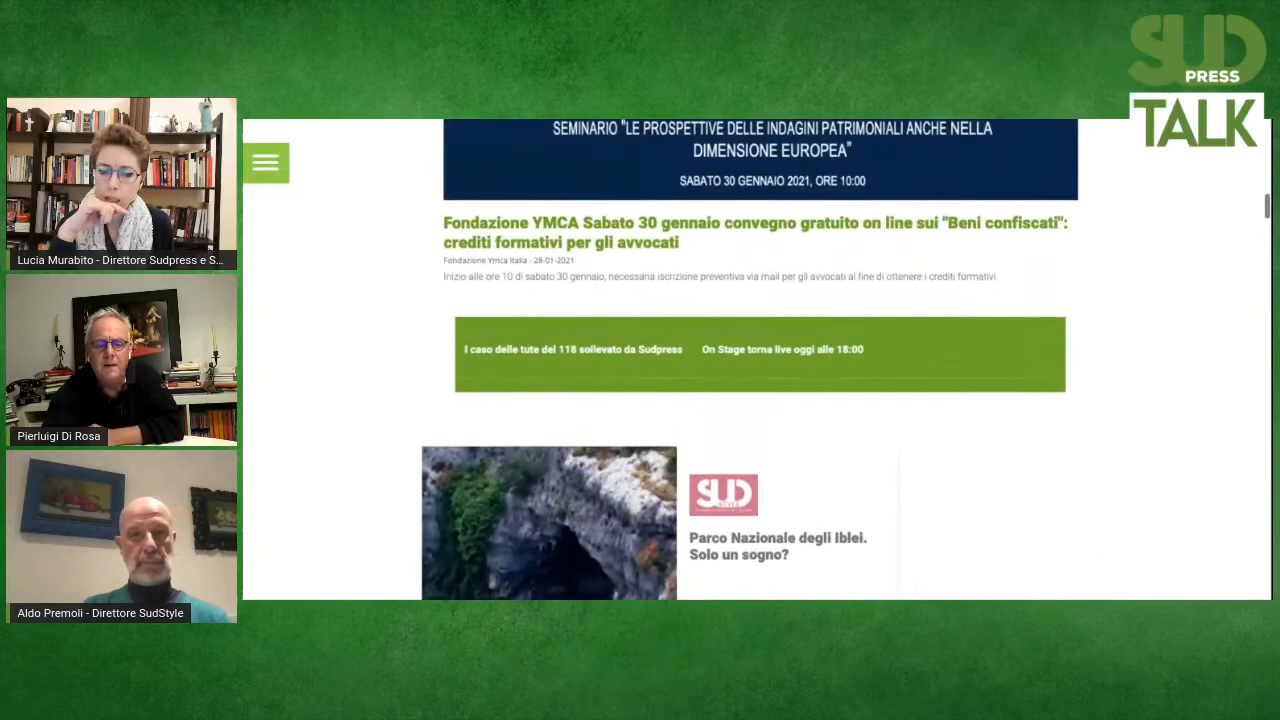 SUD
PRESS
TALK
Lucia Murabito - Direttore Sudpress e S...
Pierluigi Di Rosa
Aldo Premoli - Direttore SudStyle
SEMINARIO "LE PROSPETTIVE DELLE INDAGINI PATRIMONIALI ANCHE NELLA
DIMENSIONE EUROPEA"
SABATO 30 GENNAIO 2021, ORE 10:00
Fondazione YMCA Sabato 30 gennaio convegno gratuito on line sui "Beni confiscati":
crediti formativi per gli avvocati
Fondazione Ymca Italia - 28-01-2021
Inizio alle ore 10 di sabato 30 gennaio, necessaria iscrizione preventiva via mail per gli avvocati al fine di ottenere i crediti formativi.
l caso delle tute del 118 sollevato da Sudpress On Stage torna live oggi alle 18:00
SUD
Parco Nazionale degli Iblei.
Solo un sogno?